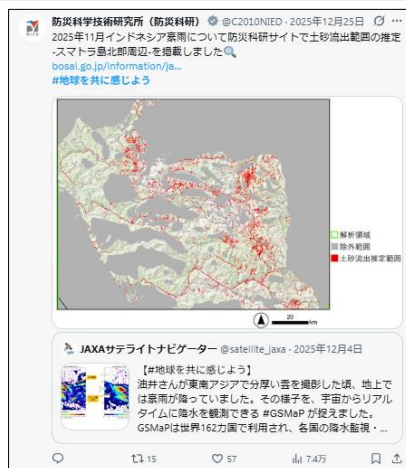 防災科学技術研究所（防災科研） @C2010NIED · 2025年12月25日
2025年11月インドネシア豪雨について防災科研サイトで土砂流出範囲の推定
-スマトラ島北部周辺-を掲載しました🔍
bosai.go.jp/information/ja...
#地球を共に感じよう
解析領域
除外範囲
土砂流出推定範囲
20
km
JAXAサテライトナビゲーター @satellite_jaxa · 2025年12月4日
【#地球を共に感じよう】
油井さんが東南アジアで分厚い雲を撮影した頃、地上で
は豪雨が降っていました。その様子を、宇宙からリアル
タイムに降水を観測できる #GSMaP が捉えました。
GSMaPは世界162カ国で利用され、各国の降水監視・...
15
57
7.4万